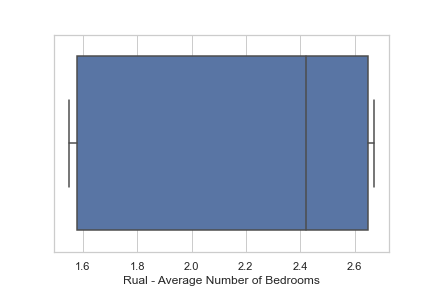 1.6 1.8 2.0 2.2 2.4 2.6
Rual - Average Number of Bedrooms